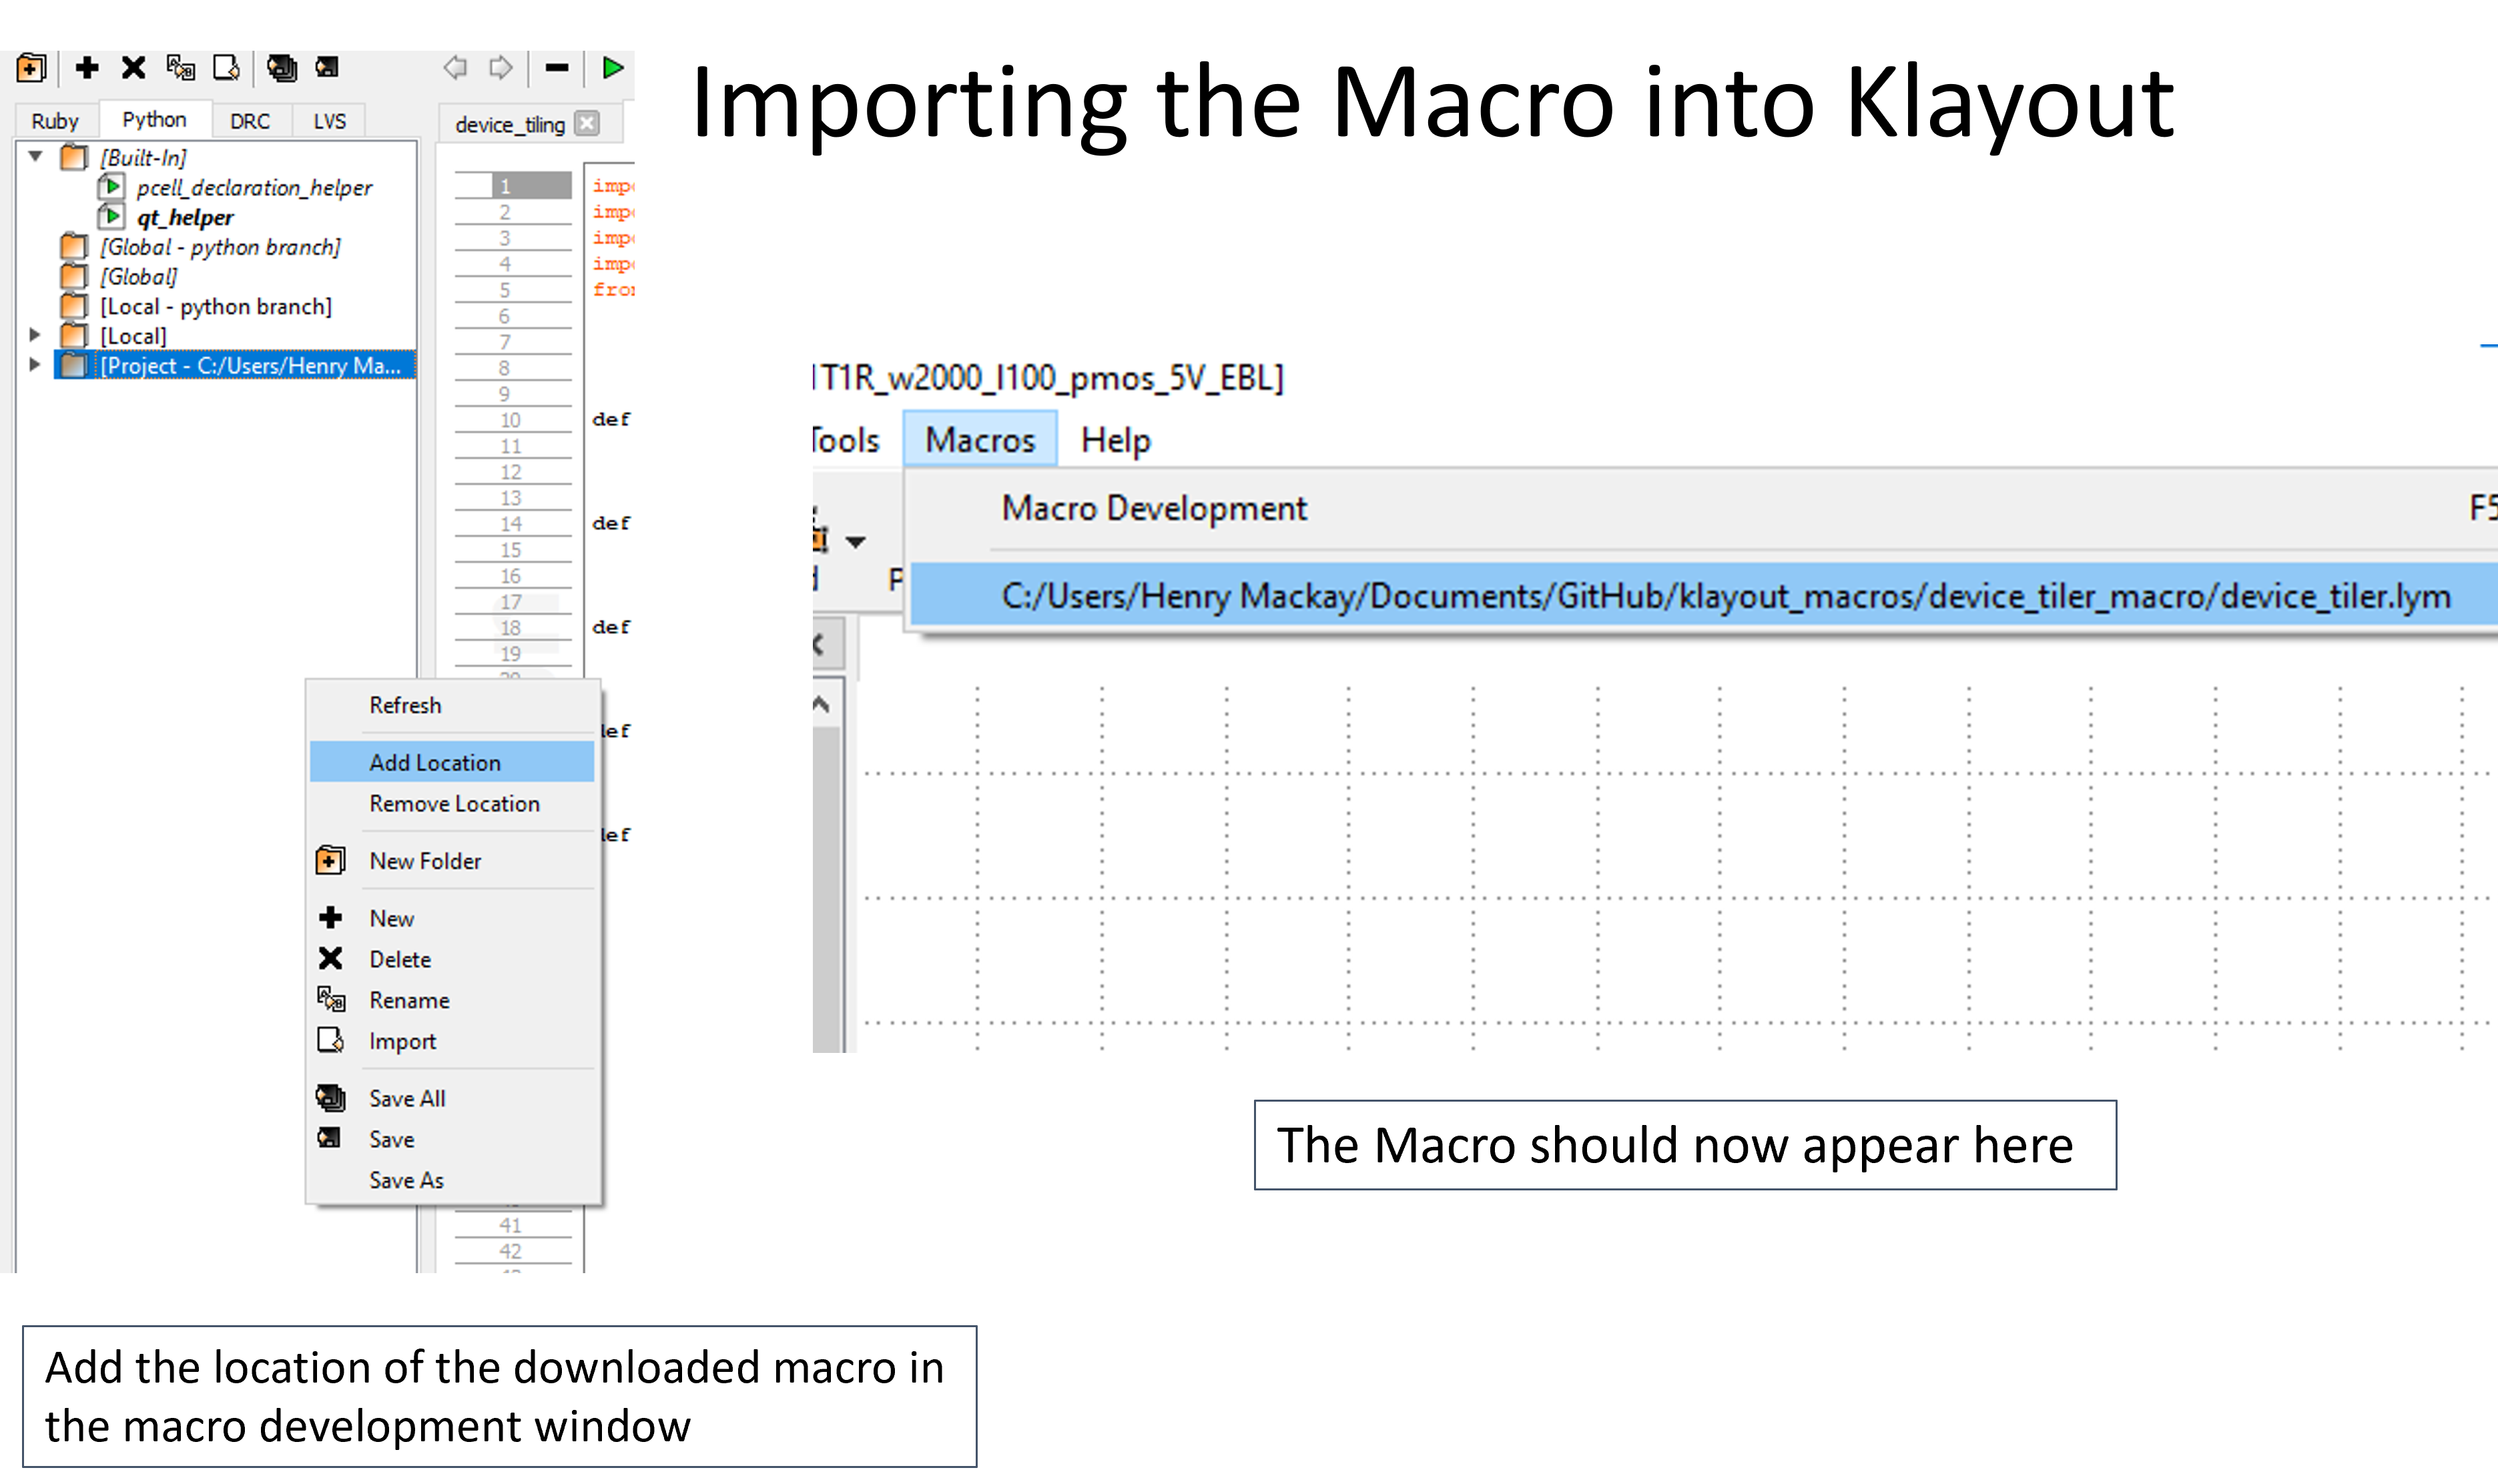 Importing the Macro into Klayout
Ruby Python DRC LVS
[Built-In]
pcell_declaration_helper
qt_helper
[Global - python branch]
[Global]
[Local - python branch]
[Local]
[Project - C:/Users/Henry Ma...
device_tiling
1 imp
2 imp
3 imp
4 imp
5 from
6
7
8
9
10 def
11
12
13
14 def
15
16
17
18 def
19
def
def
41
42
Refresh
Add Location
Remove Location
New Folder
New
Delete
Rename
Import
Save All
Save
Save As
1T1R_w2000_l100_pmos_5V_EBL]
Tools Macros Help
Macro Development F5
C:/Users/Henry Mackay/Documents/GitHub/klayout_macros/device_tiler_macro/device_tiler.lym
The Macro should now appear here
Add the location of the downloaded macro in
the macro development window